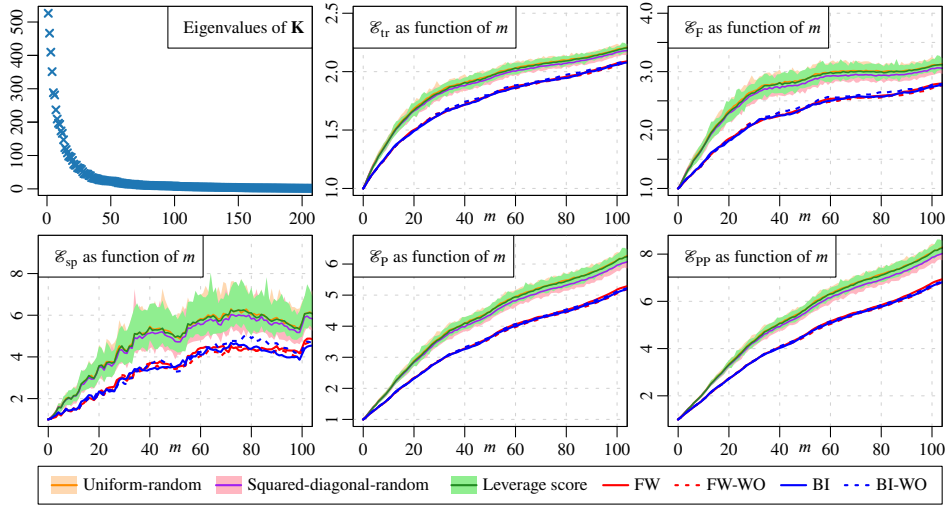 Eigenvalues of K
0 100 200 300 400 500
0 50 100 150 200
ℰtr as function of m
1.0 1.5 2.0 2.5
0 20 40 60 80 100
m
ℰF as function of m
1.0 2.0 3.0 4.0
0 20 40 60 80 100
m
ℰsp as function of m
2 4 6 8
0 20 40 60 80 100
m
ℰP as function of m
1 2 3 4 5 6
0 20 40 60 80 100
m
ℰPP as function of m
2 4 6 8
0 20 40 60 80 100
m
Uniform-random Squared-diagonal-random Leverage score FW FW-WO BI BI-WO